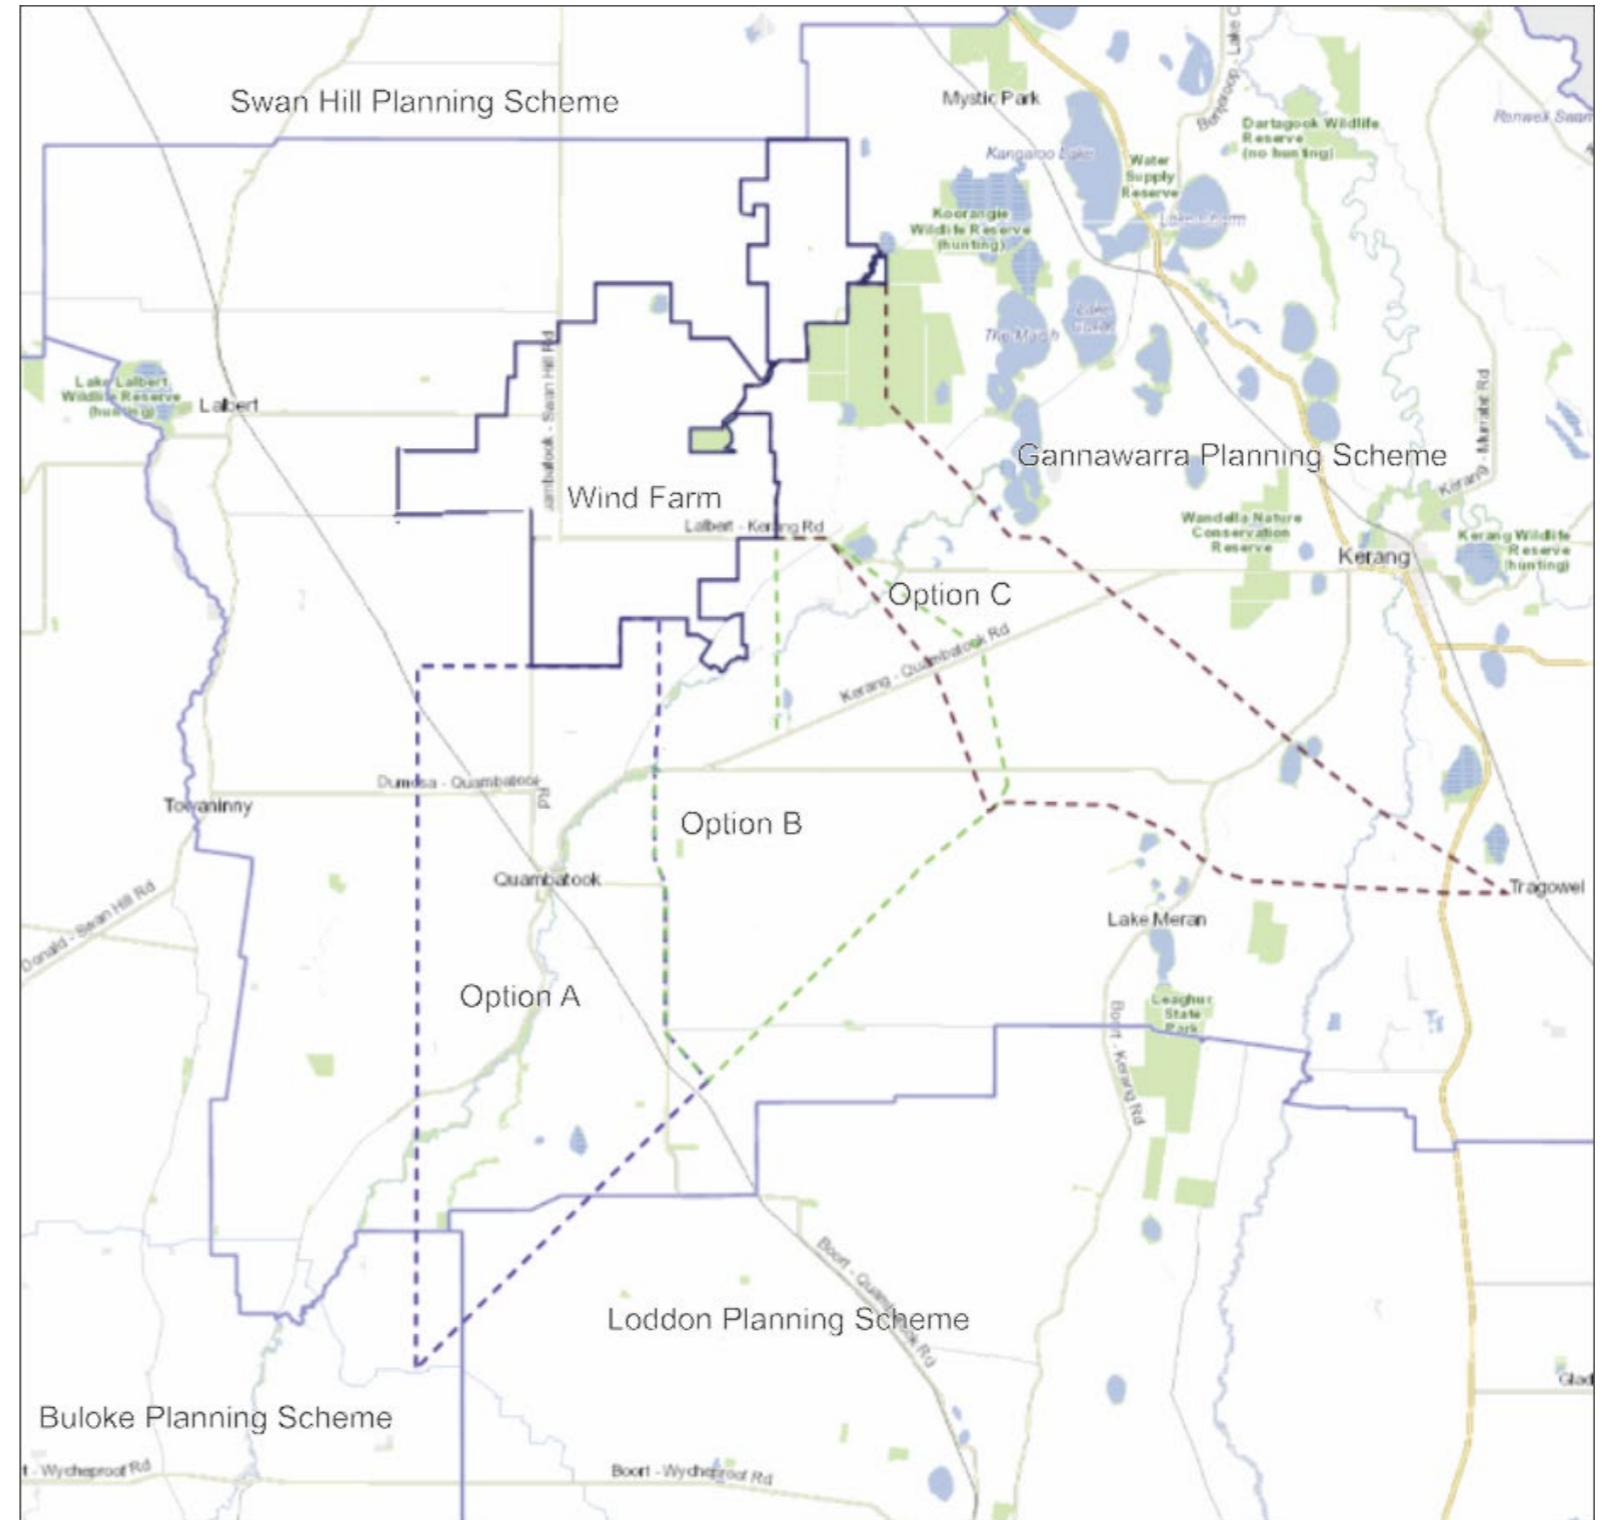 Swan Hill Planning Scheme
Mystic Park
Dartagook Wildlife
Reserve
(no hunting)
Kangaroo Lake
Water
Supply
Reserve
Koorangie
Wildlife Reserve
(hunting)
Lake Charm
The Marsh
Lake Lalbert
Wildlife Reserve
(hunting)
Lalbert
Gannawarra Planning Scheme
Kerang - Murrabit Rd
Wind Farm
Lalbert - Kerang Rd
Wandella Nature
Conservation
Reserve
Kerang Wildlife
Reserve
(hunting)
Kerang
Option C
Kerang - Quambatook Rd
Dumosa - Quambatook
Rd
Towaninny
Option B
Quambatook
Tragowel
Donald - Swan Hill Rd
Lake Meran
Option A
Leaghur
State
Park
Boort - Kerang Rd
Boort - Quambatook Rd
Loddon Planning Scheme
Glad
Buloke Planning Scheme
t - Wycheproof Rd
Boort - Wycheproof Rd